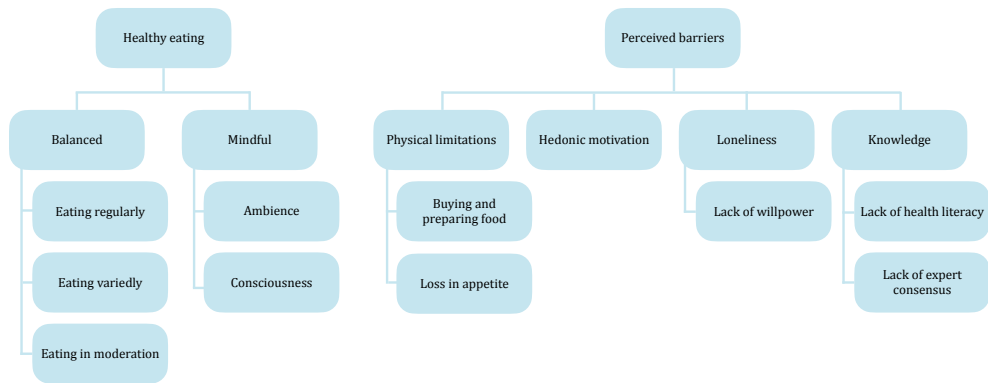 Healthy eating
Balanced
Eating regularly
Eating variedly
Eating in moderation
Mindful
Ambience
Consciousness
Perceived barriers
Physical limitations
Buying and
preparing food
Loss in appetite
Hedonic motivation
Loneliness
Lack of willpower
Knowledge
Lack of health literacy
Lack of expert
consensus